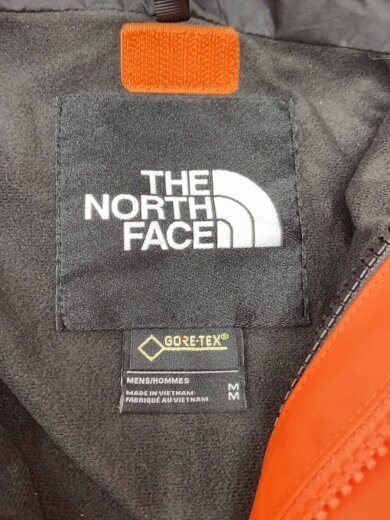 THE
NORTH
FACE
GORE-TEX®
MENS/HOMMES M
MADE IN VIETNAM M
FABRIQUÉ AU VIETNAM